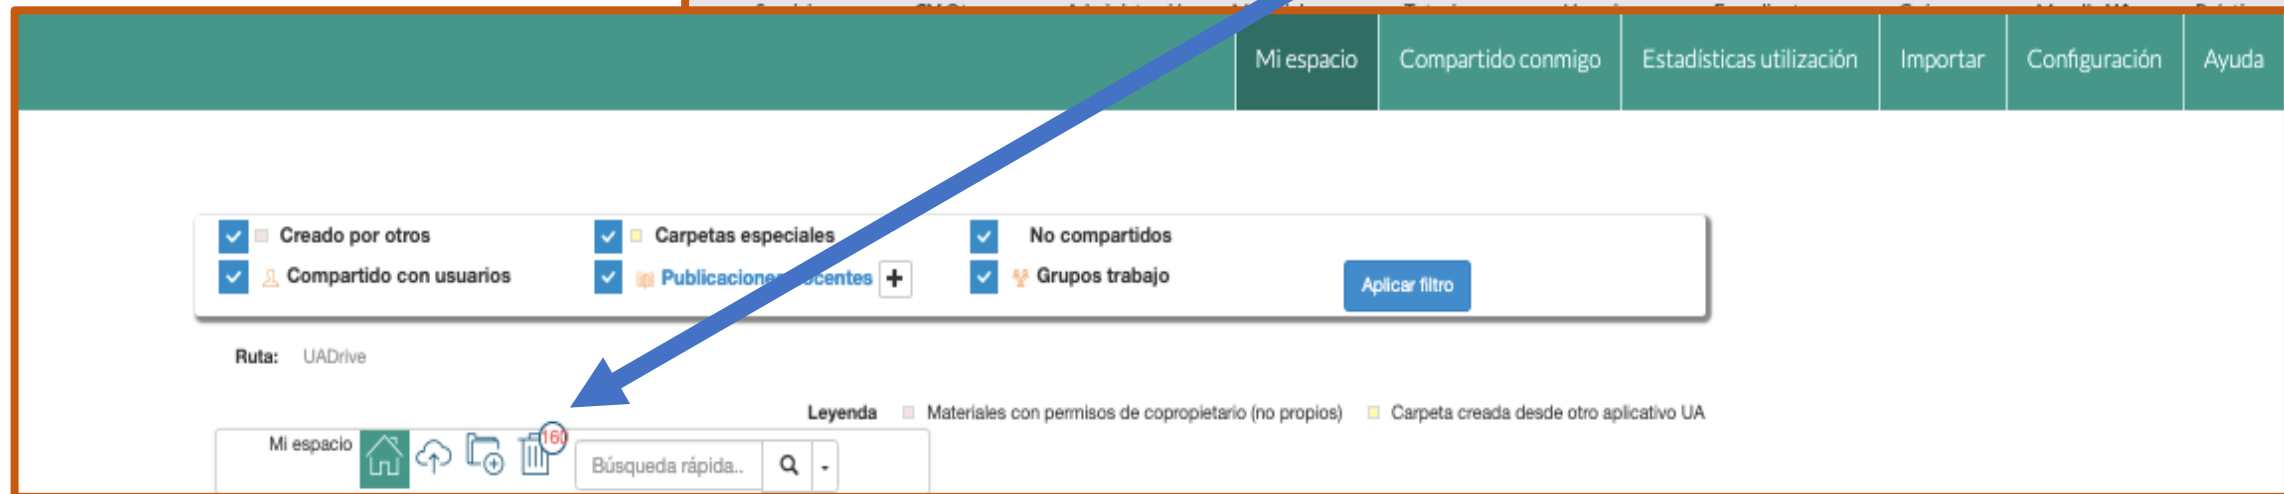 Mi espacio Compartido conmigo Estadísticas utilización Importar Configuración Ayuda
Creado por otros Carpetas especiales No compartidos
Compartido con usuarios Publicaciones + Grupos trabajo
Aplicar filtro
Ruta: UADrive
Leyenda Materiales con permisos de copropietario (no propios) Carpeta creada desde otro aplicativo UA
Mi espacio 160 Búsqueda rápida..